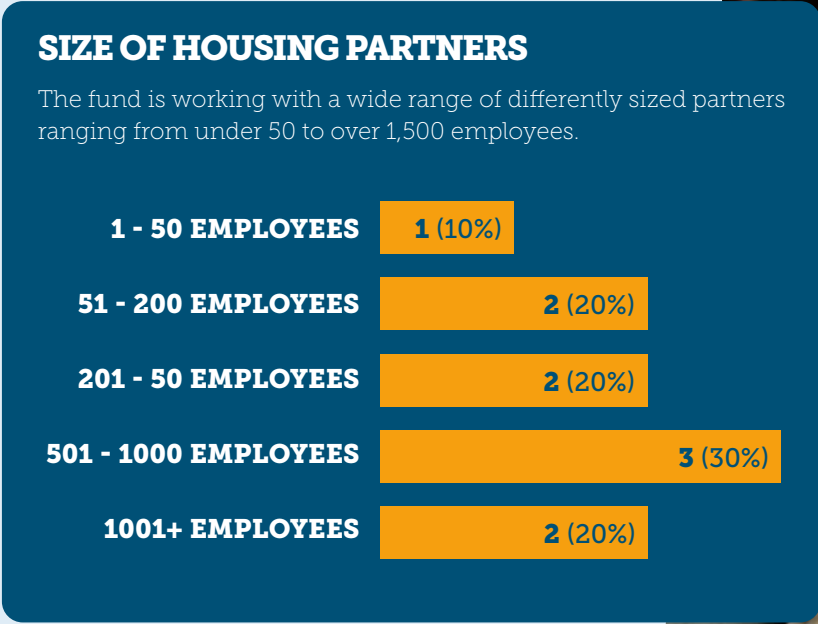 SIZE OF HOUSING PARTNERS
The fund is working with a wide range of differently sized partners
ranging from under 50 to over 1,500 employees.
1 - 50 EMPLOYEES 1 (10%)
51 - 200 EMPLOYEES 2 (20%)
201 - 50 EMPLOYEES 2 (20%)
501 - 1000 EMPLOYEES 3 (30%)
1001+ EMPLOYEES 2 (20%)